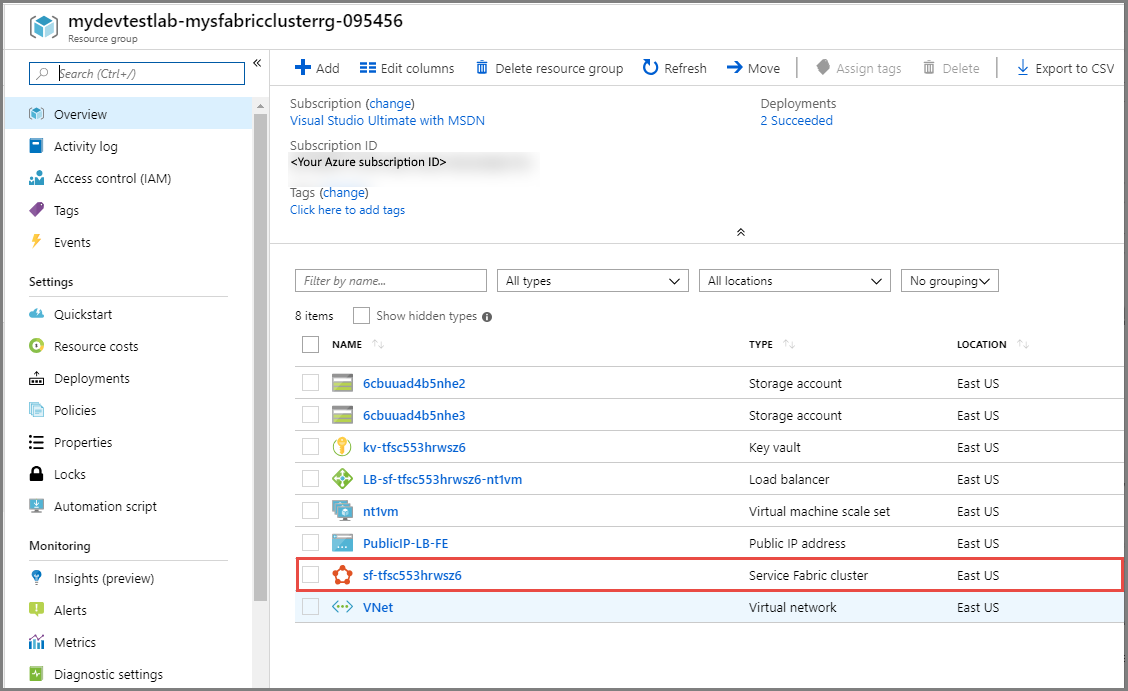 mydevtestlab-mysfabricclusterrg-095456
Resource group
Search (Ctrl+/)
«
Overview
Activity log
Access control (IAM)
Tags
Events
Settings
Quickstart
Resource costs
Deployments
Policies
Properties
Locks
Automation script
Monitoring
Insights (preview)
Alerts
Metrics
Diagnostic settings
Add Edit columns Delete resource group Refresh Move Assign tags Delete Export to CSV
Subscription (change)
Visual Studio Ultimate with MSDN
Deployments
2 Succeeded
Subscription ID
<Your Azure subscription ID>
Tags (change)
Click here to add tags
Filter by name... All types All locations No grouping
8 items Show hidden types
NAME TYPE LOCATION
6cbuuad4b5nhe2 Storage account East US
6cbuuad4b5nhe3 Storage account East US
kv-tfsc553hrwsz6 Key vault East US
LB-sf-tfsc553hrwsz6-nt1vm Load balancer East US
nt1vm Virtual machine scale set East US
PublicIP-LB-FE Public IP address East US
sf-tfsc553hrwsz6 Service Fabric cluster East US
VNet Virtual network East US